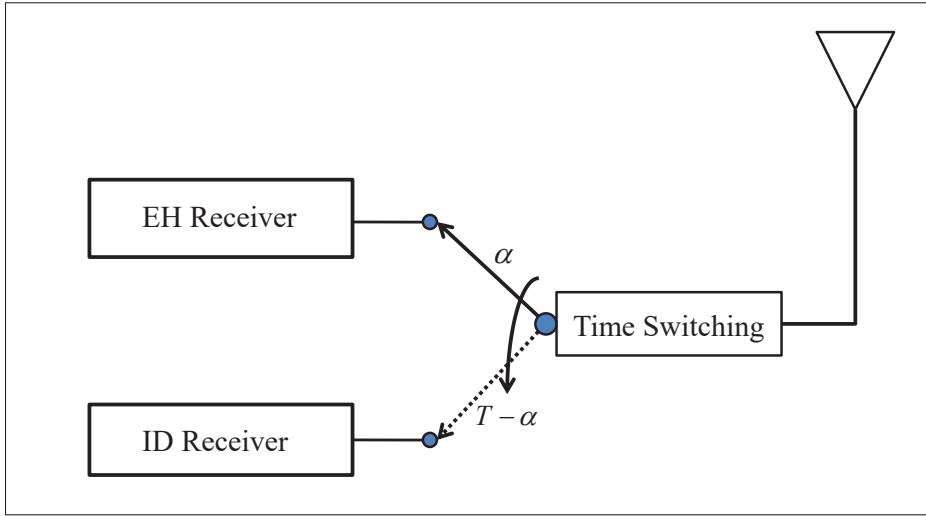 EH Receiver
α
Time Switching
T – α
ID Receiver